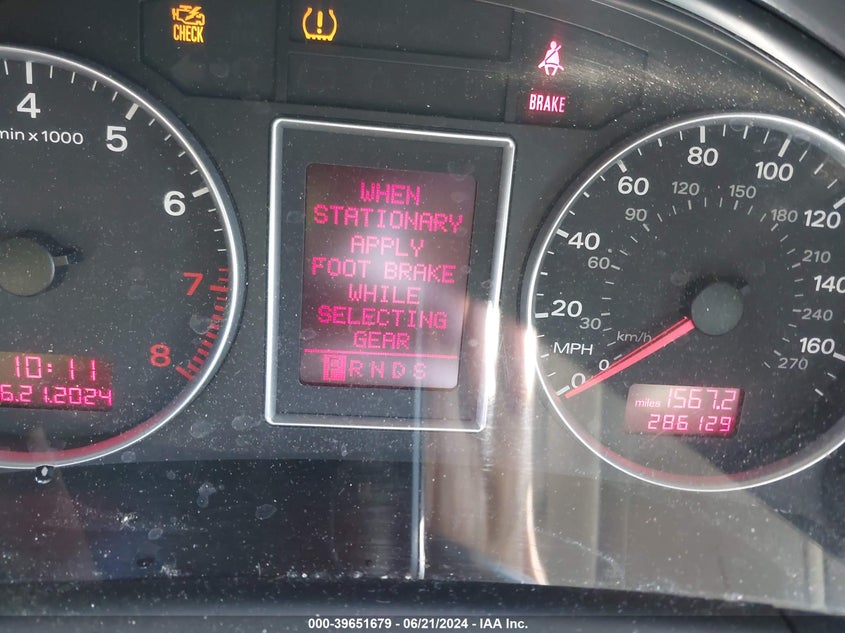 CHECK
BRAKE
4
5
6
7
8
min x 1000
10:11
6.21.2024
WHEN
STATIONARY
APPLY
FOOT BRAKE
WHILE
SELECTING
GEAR
P R N D S
0 20 40 60 80 100 120 140 160
0 30 60 90 120 150 180 210 240 270
MPH
km/h
miles 1567.2
286129
000-39651679 - 06/21/2024 - IAA Inc.